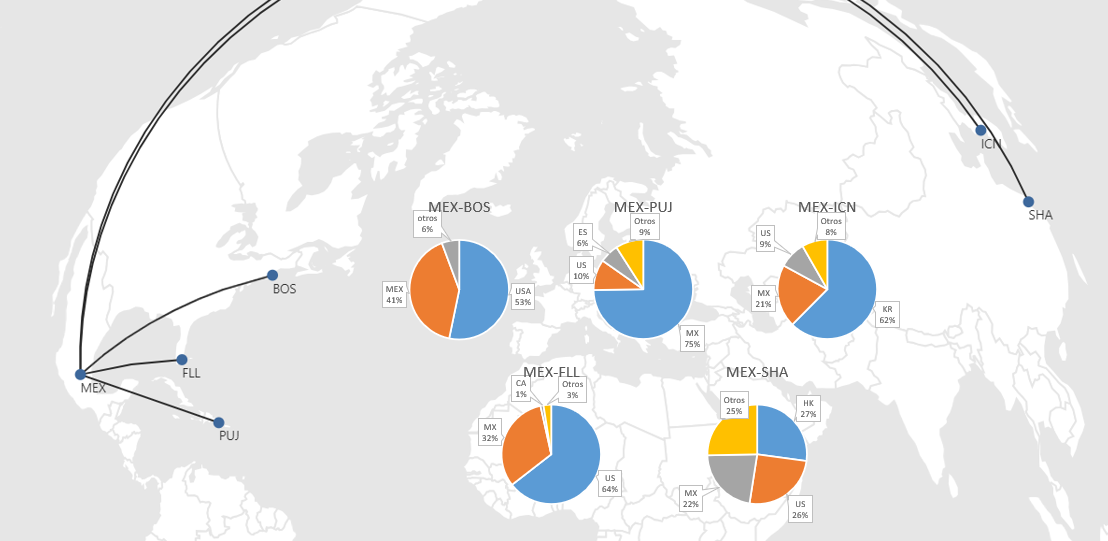 ICN
SHA
MEX-BOS
MEX-PUJ
MEX-ICN
otros
6%
MEX
41%
USA
53%
Otros
9%
ES
6%
US
10%
MX
75%
Otros
8%
US
9%
MX
21%
KR
62%
BOS
FLL
MEX
PUJ
MEX-FLL
MEX-SHA
CA
1%
Otros
3%
MX
32%
US
64%
Otros
25%
HK
27%
MX
22%
US
26%